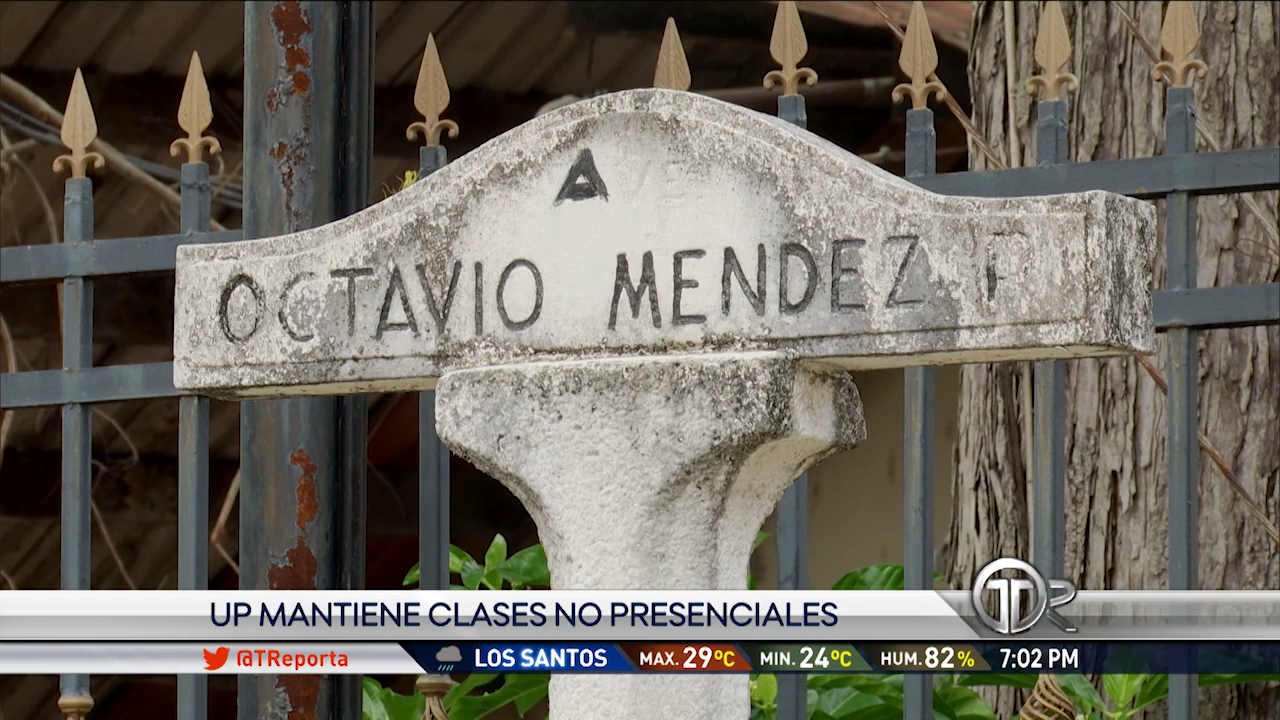 A
OCTAVIO MENDEZ P
UP MANTIENE CLASES NO PRESENCIALES
TR
@TReporta
LOS SANTOS
MAX. 29°C
MIN. 24°C
HUM. 82%
7:02 PM